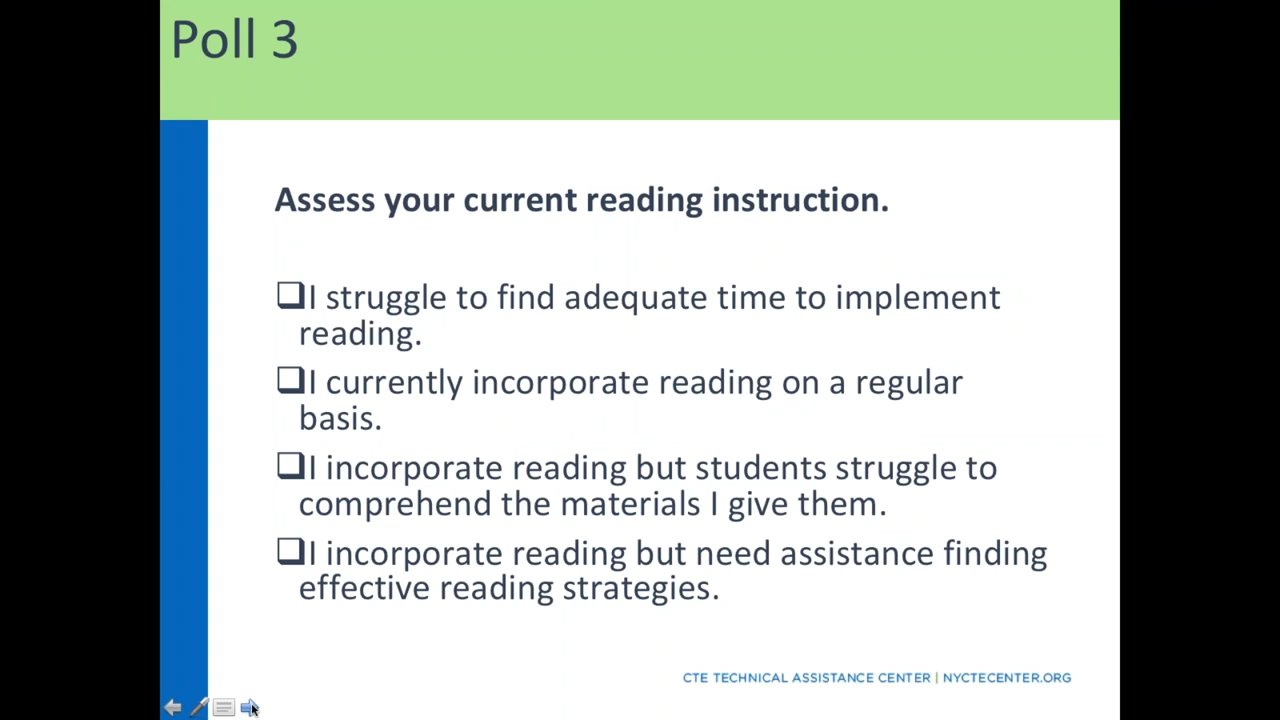 Poll 3
Assess your current reading instruction.
❑I struggle to find adequate time to implement
reading.
❑I currently incorporate reading on a regular
basis.
❑I incorporate reading but students struggle to
comprehend the materials I give them.
❑I incorporate reading but need assistance finding
effective reading strategies.
CTE TECHNICAL ASSISTANCE CENTER | NYCTECENTER.ORG